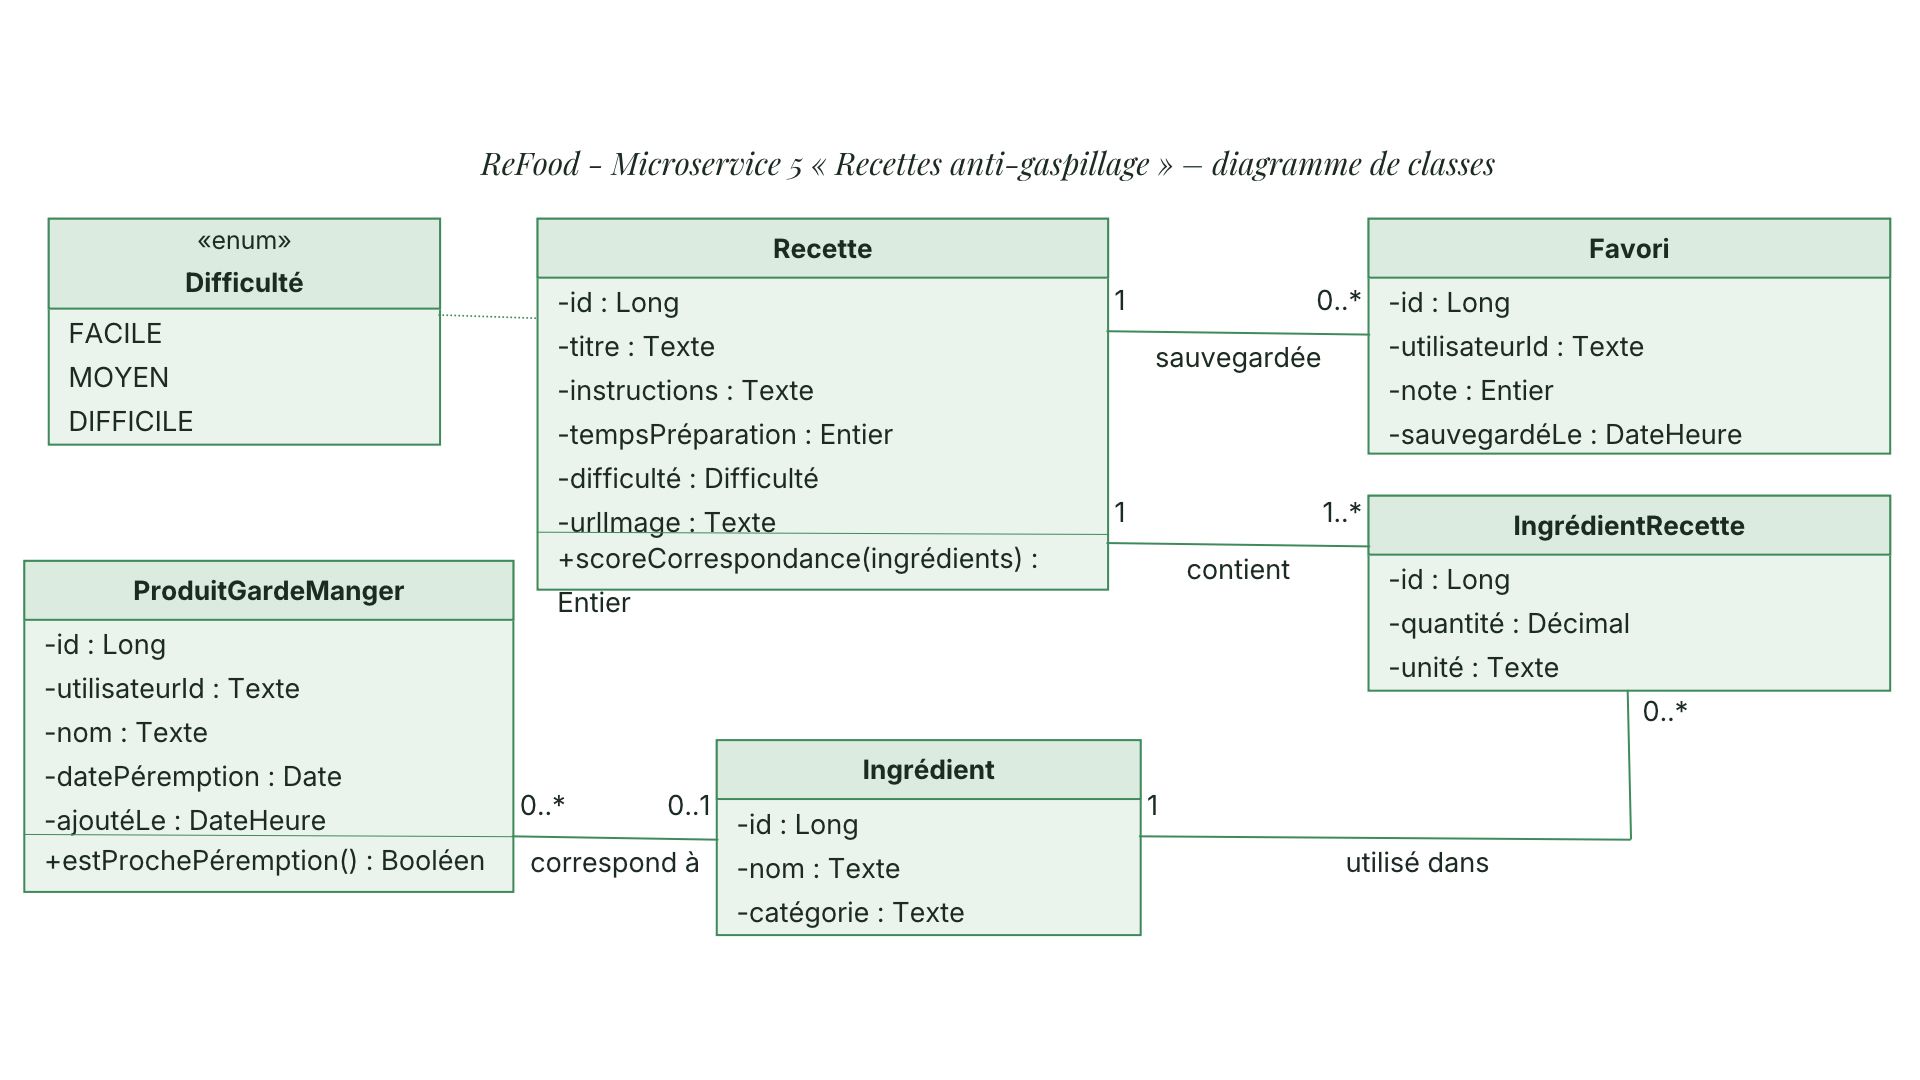 ReFood - Microservice 5 « Recettes anti-gaspillage » – diagramme de classes
«enum»
Difficulté
FACILE
MOYEN
DIFFICILE
Recette
-id : Long
-titre : Texte
-instructions : Texte
-tempsPréparation : Entier
-difficulté : Difficulté
-urlImage : Texte
+scoreCorrespondance(ingrédients) :
Entier
1
0..*
sauvegardée
Favori
-id : Long
-utilisateurId : Texte
-note : Entier
-sauvegardéLe : DateHeure
1
1..*
contient
IngrédientRecette
-id : Long
-quantité : Décimal
-unité : Texte
0..*
ProduitGardeManger
-id : Long
-utilisateurId : Texte
-nom : Texte
-datePéremption : Date
-ajoutéLe : DateHeure
+estProchePéremption() : Booléen
0..*
0..1
correspond à
Ingrédient
-id : Long
-nom : Texte
-catégorie : Texte
1
utilisé dans